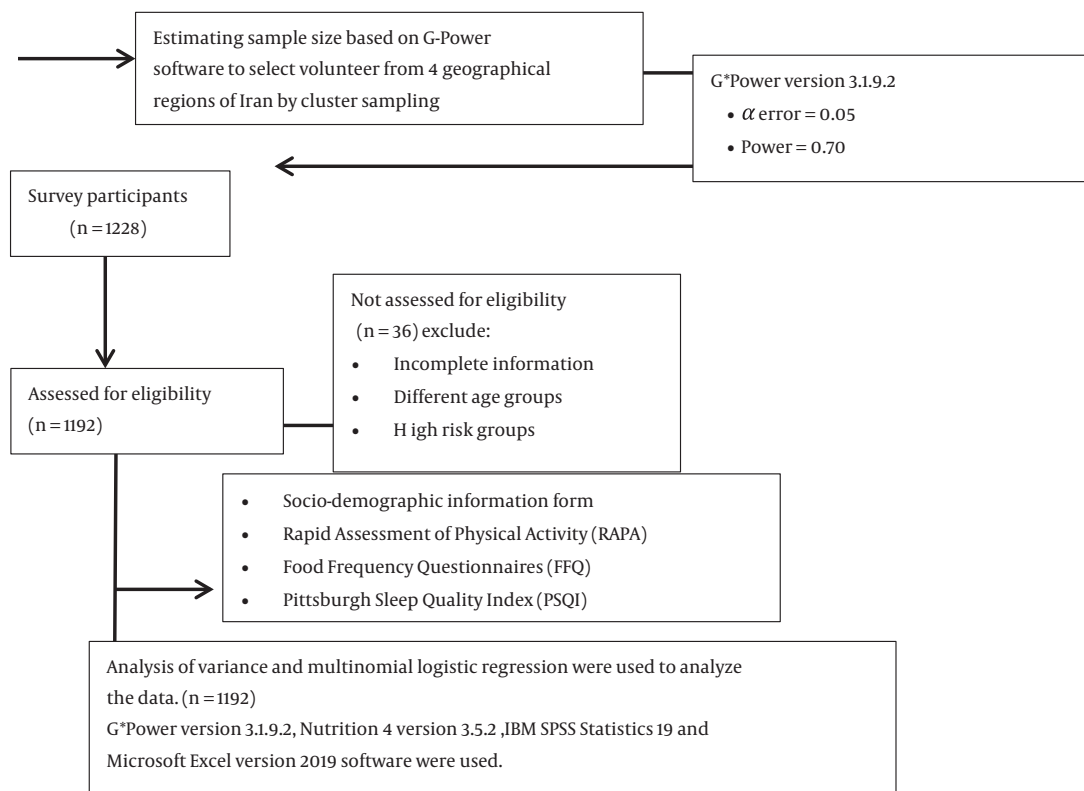 Estimating sample size based on G-Power
software to select volunteer from 4 geographical
regions of Iran by cluster sampling
G*Power version 3.1.9.2
• α error = 0.05
• Power = 0.70
Survey participants
(n = 1228)
Not assessed for eligibility
(n = 36) exclude:
• Incomplete information
• Different age groups
• H igh risk groups
Assessed for eligibility
(n = 1192)
• Socio-demographic information form
• Rapid Assessment of Physical Activity (RAPA)
• Food Frequency Questionnaires (FFQ)
• Pittsburgh Sleep Quality Index (PSQI)
Analysis of variance and multinomial logistic regression were used to analyze
the data. (n = 1192)
G*Power version 3.1.9.2, Nutrition 4 version 3.5.2 ,IBM SPSS Statistics 19 and
Microsoft Excel version 2019 software were used.